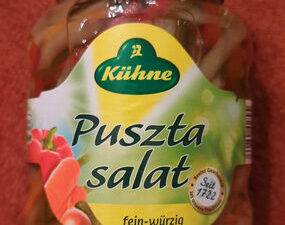 Kühne
Puszta
salat
Seit
1722
fein-würzig